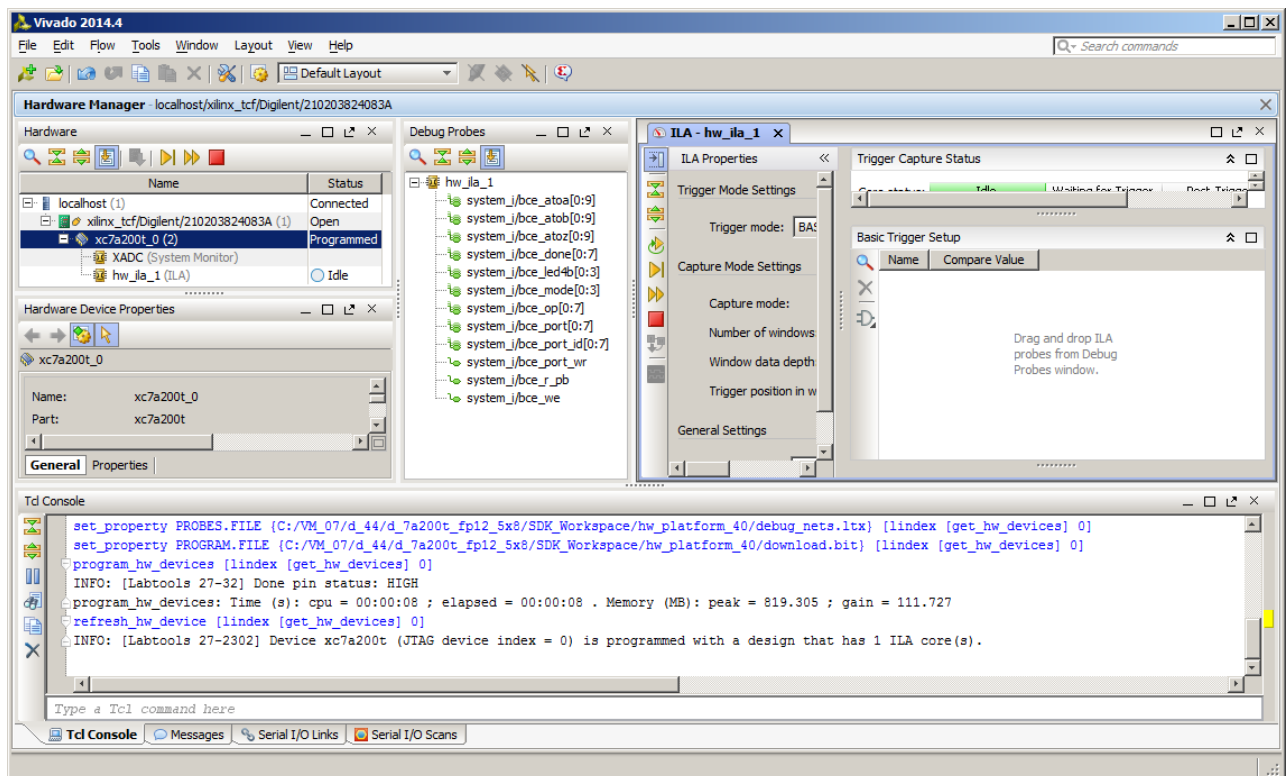 Vivado 2014.4
File Edit Flow Tools Window Layout View Help
Search commands
Default Layout
Hardware Manager - localhost/xilinx_tcf/Digilent/210203824083A
Hardware
Name Status
localhost (1) Connected
xilinx_tcf/Digilent/210203824083A (1) Open
xc7a200t_0 (2) Programmed
XADC (System Monitor)
hw_ila_1 (ILA) Idle
Hardware Device Properties
xc7a200t_0
Name: xc7a200t_0
Part: xc7a200t
General Properties
Debug Probes
hw_ila_1
system_i/bce_atoa[0:9]
system_i/bce_atob[0:9]
system_i/bce_atoz[0:9]
system_i/bce_done[0:7]
system_i/bce_led4b[0:3]
system_i/bce_mode[0:3]
system_i/bce_op[0:7]
system_i/bce_port[0:7]
system_i/bce_port_id[0:7]
system_i/bce_port_wr
system_i/bce_r_pb
system_i/bce_we
ILA - hw_ila_1
ILA Properties
Trigger Mode Settings
Trigger mode: BAS
Capture Mode Settings
Capture mode:
Number of windows
Window data depth
Trigger position in w
General Settings
Trigger Capture Status
Core status: Idle Waiting for Trigger Post Trigger
Basic Trigger Setup
Name Compare Value
Drag and drop ILA
probes from Debug
Probes window.
Tcl Console
set_property PROBES.FILE {C:/VM_07/d_44/d_7a200t_fp12_5x8/SDK_Workspace/hw_platform_40/debug_nets.ltx} [lindex [get_hw_devices] 0]
set_property PROGRAM.FILE {C:/VM_07/d_44/d_7a200t_fp12_5x8/SDK_Workspace/hw_platform_40/download.bit} [lindex [get_hw_devices] 0]
program_hw_devices [lindex [get_hw_devices] 0]
INFO: [Labtools 27-32] Done pin status: HIGH
program_hw_devices: Time (s): cpu = 00:00:08 ; elapsed = 00:00:08 . Memory (MB): peak = 819.305 ; gain = 111.727
refresh_hw_device [lindex [get_hw_devices] 0]
INFO: [Labtools 27-2302] Device xc7a200t (JTAG device index = 0) is programmed with a design that has 1 ILA core(s).
Type a Tcl command here
Tcl Console Messages Serial I/O Links Serial I/O Scans